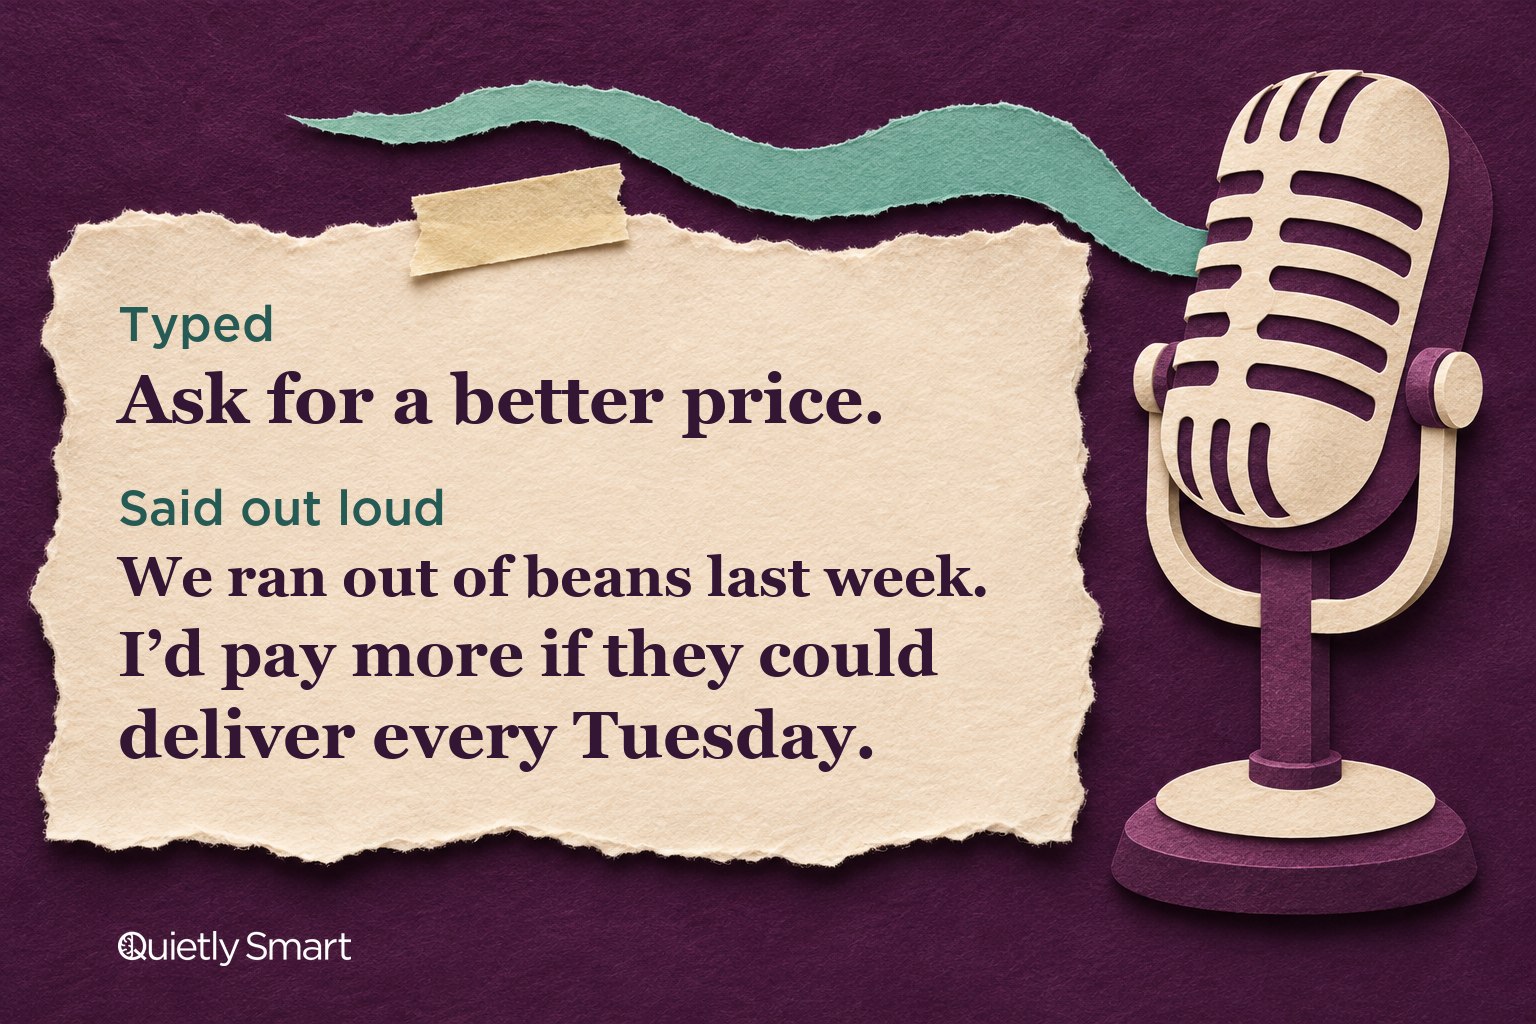 Typed
Ask for a better price.
Said out loud
We ran out of beans last week.
I’d pay more if they could
deliver every Tuesday.
Quietly Smart